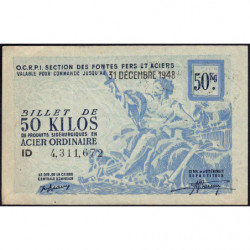 O.C.R.P.I. SECTION DES FONTES FERS ET ACIERS
VALABLE POUR COMMANDE JUSQU'AU 31 DÉCEMBRE 1948
50 KG
BILLET DE
50 KILOS
DE PRODUITS SIDÉRURGIQUES EN
ACIER ORDINAIRE
ID 4,311,672